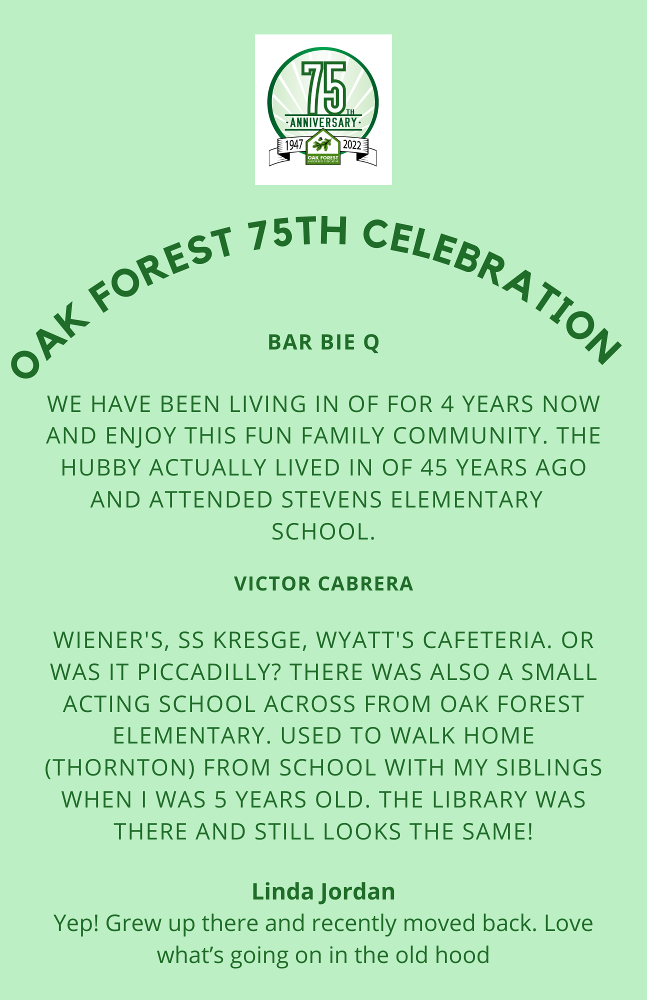 75TH
·ANNIVERSARY·
1947 2022
OAK FOREST
HOMEOWNERS ASSOCIATION
OAK FOREST 75TH CELEBRATION
BAR BIE Q
WE HAVE BEEN LIVING IN OF FOR 4 YEARS NOW
AND ENJOY THIS FUN FAMILY COMMUNITY. THE
HUBBY ACTUALLY LIVED IN OF 45 YEARS AGO
AND ATTENDED STEVENS ELEMENTARY
SCHOOL.
VICTOR CABRERA
WIENER'S, SS KRESGE, WYATT'S CAFETERIA. OR
WAS IT PICCADILLY? THERE WAS ALSO A SMALL
ACTING SCHOOL ACROSS FROM OAK FOREST
ELEMENTARY. USED TO WALK HOME
(THORNTON) FROM SCHOOL WITH MY SIBLINGS
WHEN I WAS 5 YEARS OLD. THE LIBRARY WAS
THERE AND STILL LOOKS THE SAME!
Linda Jordan
Yep! Grew up there and recently moved back. Love
what’s going on in the old hood